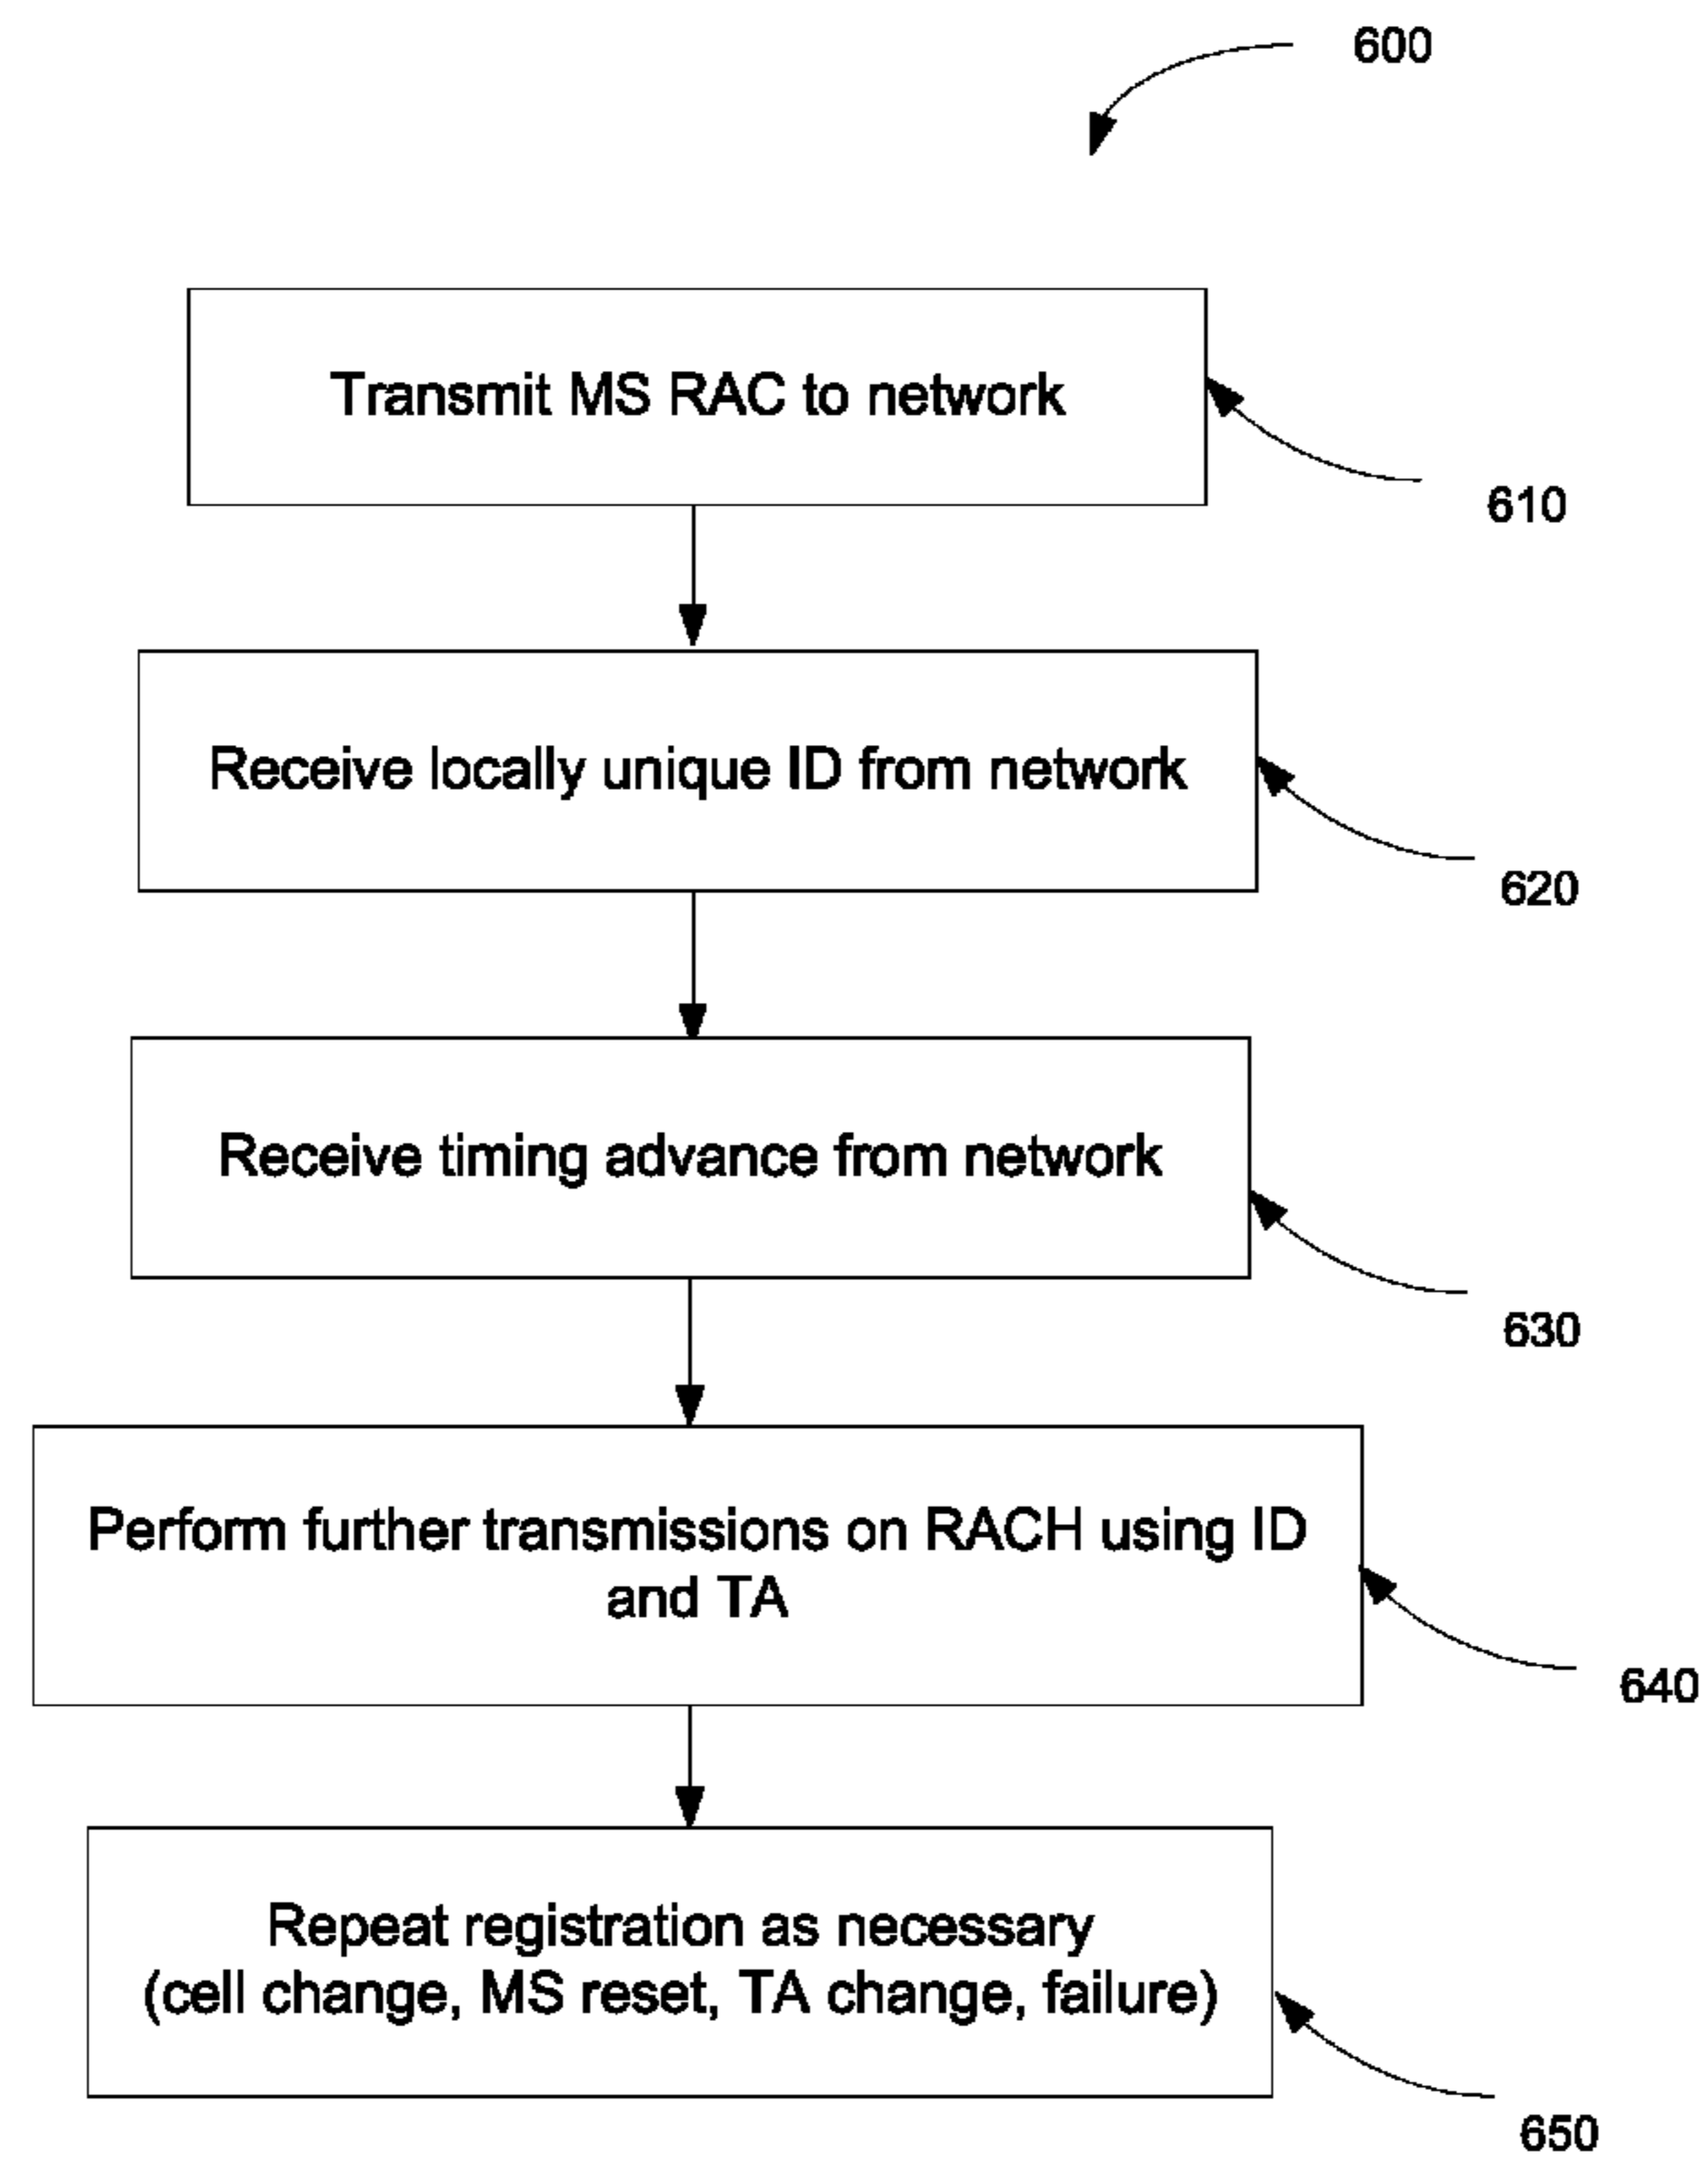 600
Transmit MS RAC to network
610
Receive locally unique ID from network
620
Receive timing advance from network
630
Perform further transmissions on RACH using ID
and TA
640
Repeat registration as necessary
(cell change, MS reset, TA change, failure)
650